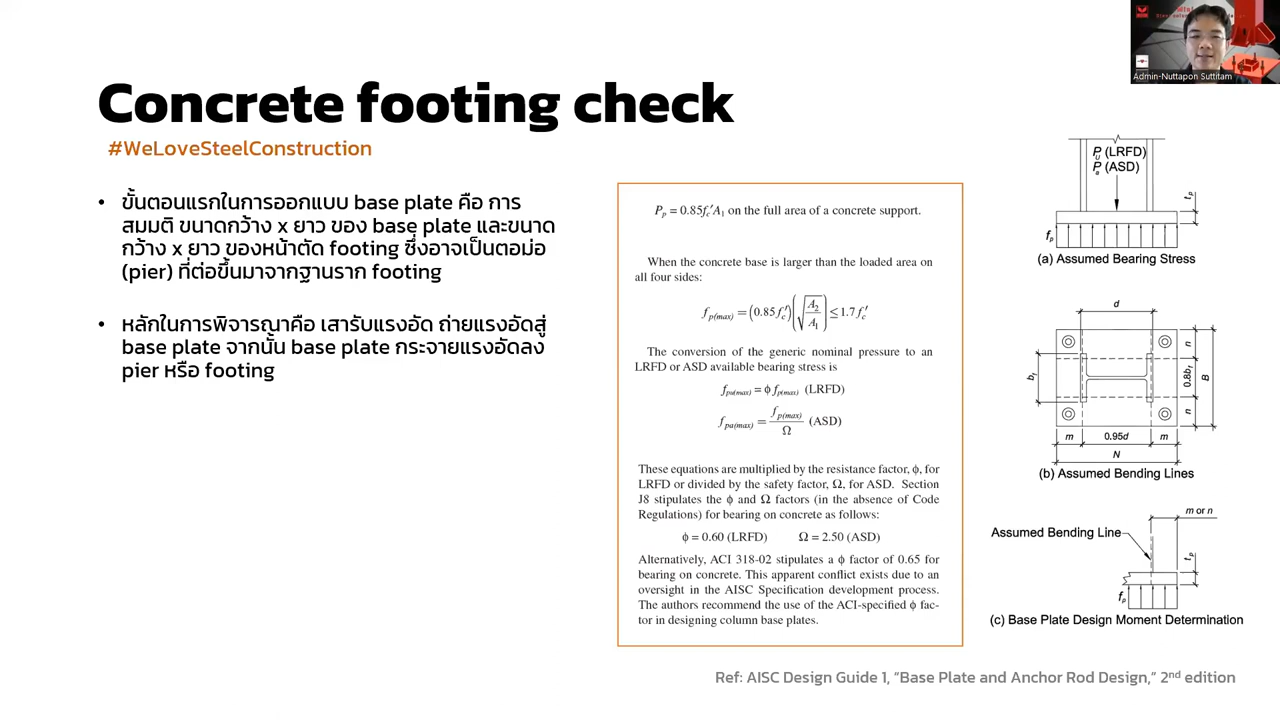 Admin-Nuttapon Suttitam
Concrete footing check
#WeLoveSteelConstruction
• ขั้นตอนแรกในการออกแบบ base plate คือ การ
สมมติ ขนาดกว้าง x ยาว ของ base plate และขนาด
กว้าง x ยาว ของหน้าตัด footing ซึ่งอาจเป็นตอม่อ
(pier) ที่ต่อขึ้นมาจากฐานราก footing
• หลักในการพิจารณาคือ เสารับแรงอัด ถ่ายแรงอัดสู่
base plate จากนั้น base plate กระจายแรงอัดลง
pier หรือ footing
Pp = 0.85fc′A1 on the full area of a concrete support.
When the concrete base is larger than the loaded area on
all four sides:
fp(max) = (0.85fc′)(√(A2/A1)) ≤ 1.7fc′
The conversion of the generic nominal pressure to an
LRFD or ASD available bearing stress is
fpu(max) = ϕ fp(max) (LRFD)
fpa(max) = fp(max)/Ω (ASD)
These equations are multiplied by the resistance factor, ϕ, for
LRFD or divided by the safety factor, Ω, for ASD. Section
J8 stipulates the ϕ and Ω factors (in the absence of Code
Regulations) for bearing on concrete as follows:
ϕ = 0.60 (LRFD) Ω = 2.50 (ASD)
Alternatively, ACI 318-02 stipulates a ϕ factor of 0.65 for
bearing on concrete. This apparent conflict exists due to an
oversight in the AISC Specification development process.
The authors recommend the use of the ACI-specified ϕ fac-
tor in designing column base plates.
Pu (LRFD)
Pa (ASD)
tp
fp
(a) Assumed Bearing Stress
d
bf
n
0.8bf
B
n
m 0.95d m
N
(b) Assumed Bending Lines
m or n
Assumed Bending Line
tp
fp
(c) Base Plate Design Moment Determination
Ref: AISC Design Guide 1, “Base Plate and Anchor Rod Design,” 2nd edition